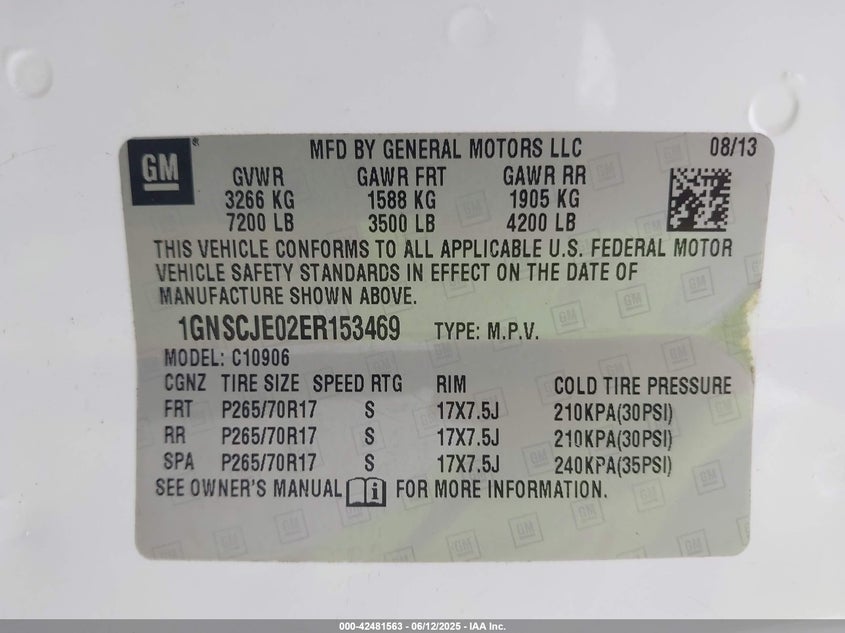 GM® MFD BY GENERAL MOTORS LLC 08/13
GVWR GAWR FRT GAWR RR
3266 KG 1588 KG 1905 KG
7200 LB 3500 LB 4200 LB
THIS VEHICLE CONFORMS TO ALL APPLICABLE U.S. FEDERAL MOTOR
VEHICLE SAFETY STANDARDS IN EFFECT ON THE DATE OF
MANUFACTURE SHOWN ABOVE.
1GNSCJE02ER153469 TYPE: M.P.V.
MODEL: C10906
CGNZ TIRE SIZE SPEED RTG RIM COLD TIRE PRESSURE
FRT P265/70R17 S 17X7.5J 210KPA(30PSI)
RR P265/70R17 S 17X7.5J 210KPA(30PSI)
SPA P265/70R17 S 17X7.5J 240KPA(35PSI)
SEE OWNER'S MANUAL FOR MORE INFORMATION.
000-42481563 - 06/12/2025 - IAA Inc.